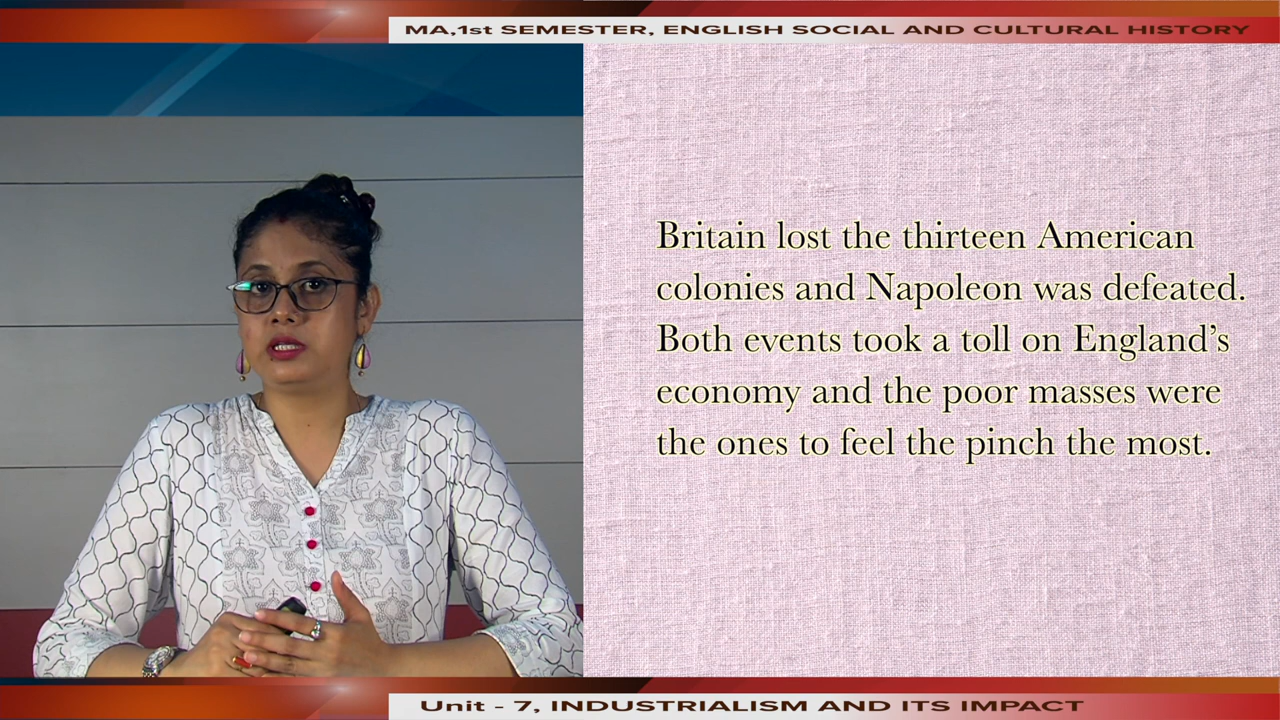 MA,1st SEMESTER, ENGLISH SOCIAL AND CULTURAL HISTORY
Britain lost the thirteen American
colonies and Napoleon was defeated.
Both events took a toll on England’s
economy and the poor masses were
the ones to feel the pinch the most.
Unit - 7, INDUSTRIALISM AND ITS IMPACT